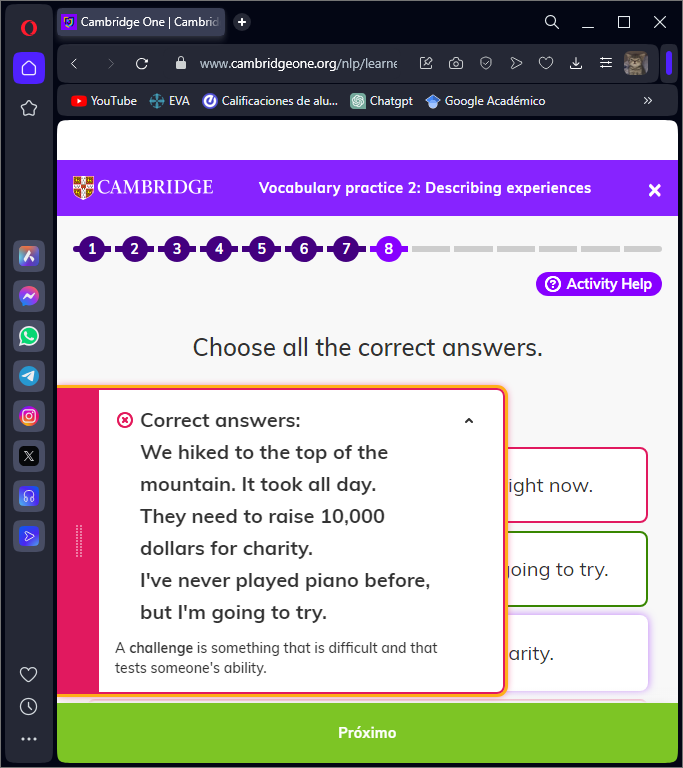 Cambridge One | Cambrid
www.cambridgeone.org/nlp/learne
YouTube
EVA
Calificaciones de alu...
Chatgpt
Google Académico
CAMBRIDGE
Vocabulary practice 2: Describing experiences
1 2 3 4 5 6 7 8
Activity Help
Choose all the correct answers.
Correct answers:
We hiked to the top of the
mountain. It took all day.
They need to raise 10,000
dollars for charity.
I've never played piano before,
but I'm going to try.
A challenge is something that is difficult and that
tests someone's ability.
ight now.
going to try.
arity.
Próximo